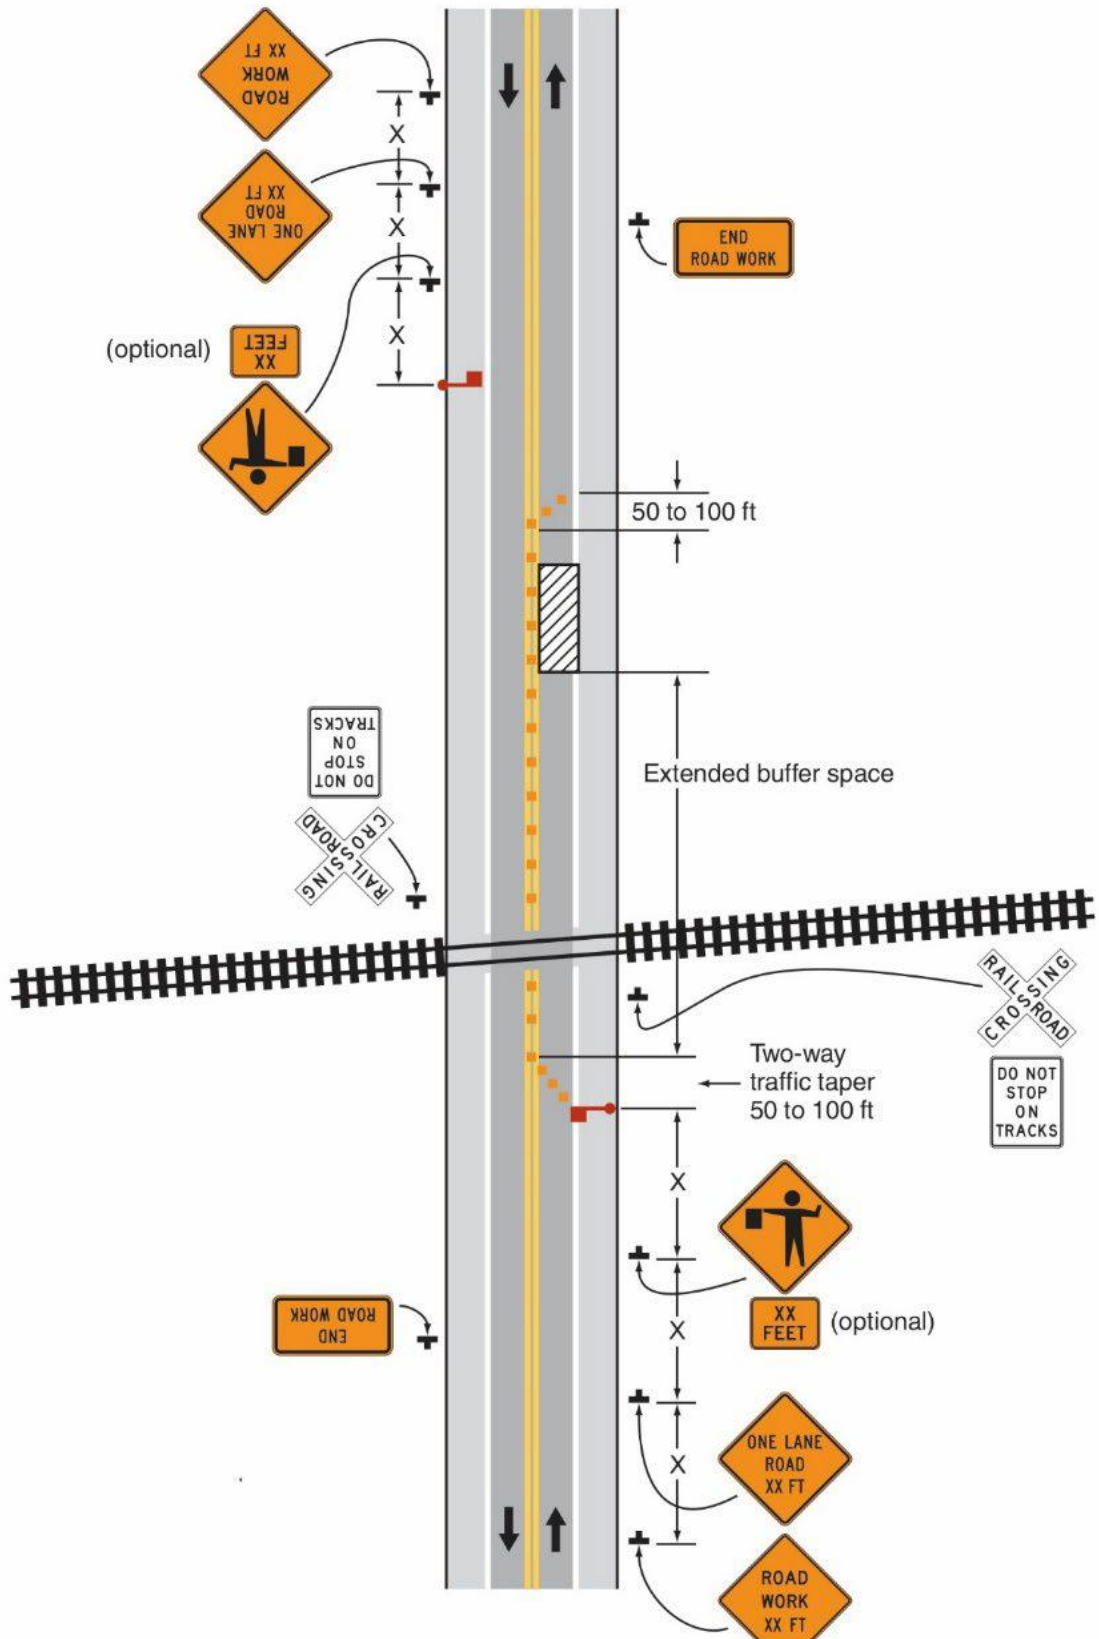 ROAD
WORK
XX FT
X
ONE LANE
ROAD
XX FT
X
END
ROAD WORK
X
(optional)
XX
FEET
50 to 100 ft
Extended buffer space
DO NOT
STOP
ON
TRACKS
RAILROAD
CROSSING
RAILROAD
CROSSING
Two-way
traffic taper
50 to 100 ft
DO NOT
STOP
ON
TRACKS
X
XX
FEET
(optional)
X
END
ROAD WORK
ONE LANE
ROAD
XX FT
X
ROAD
WORK
XX FT